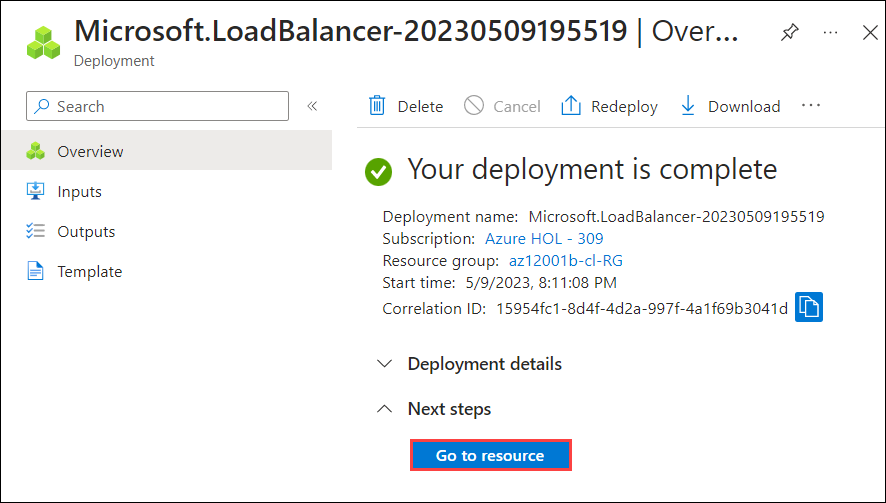 Microsoft.LoadBalancer-20230509195519 | Over...
Deployment
Search
«
Delete
Cancel
Redeploy
Download
...
Overview
Inputs
Outputs
Template
Your deployment is complete
Deployment name: Microsoft.LoadBalancer-20230509195519
Subscription: Azure HOL - 309
Resource group: az12001b-cl-RG
Start time: 5/9/2023, 8:11:08 PM
Correlation ID: 15954fc1-8d4f-4d2a-997f-4a1f69b3041d
Deployment details
Next steps
Go to resource